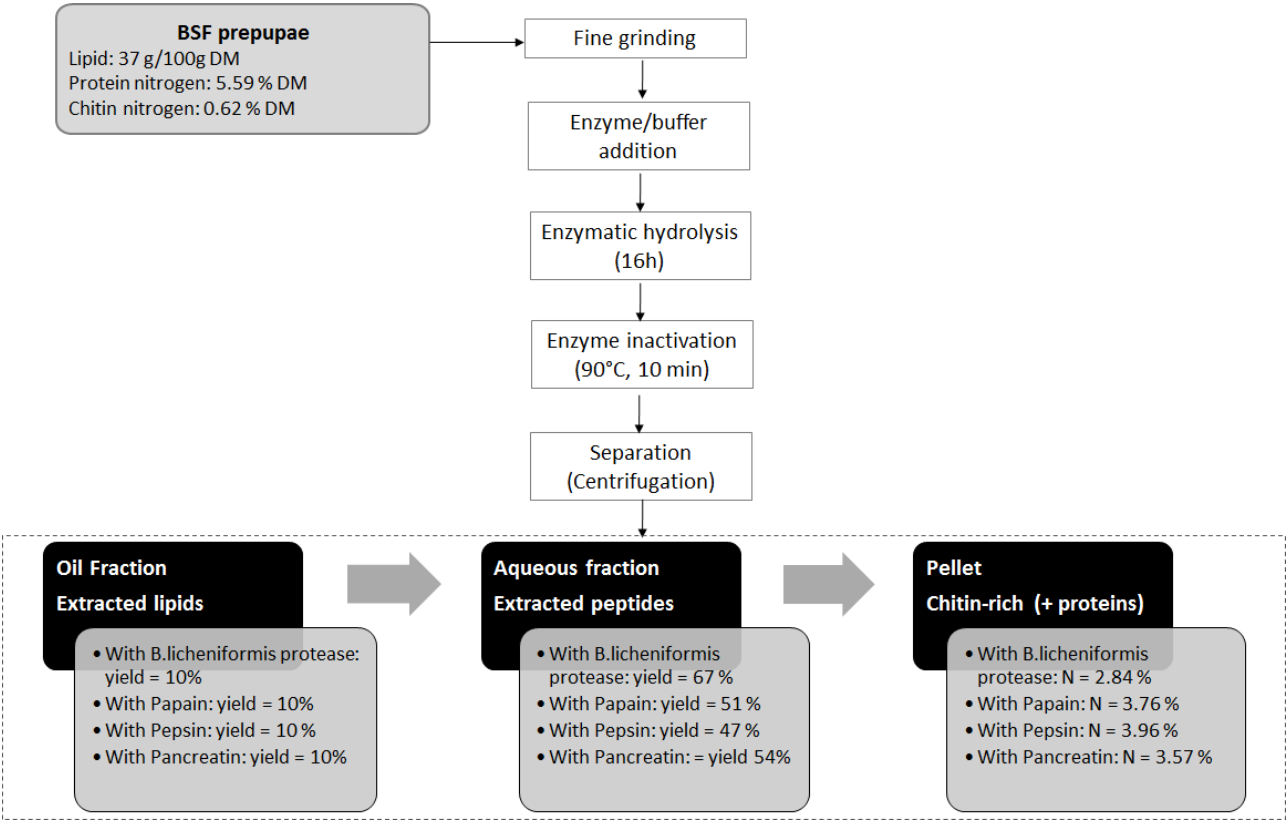 BSF prepupae
Lipid: 37 g/100g DM
Protein nitrogen: 5.59 % DM
Chitin nitrogen: 0.62 % DM
Fine grinding
Enzyme/buffer
addition
Enzymatic hydrolysis
(16h)
Enzyme inactivation
(90°C, 10 min)
Separation
(Centrifugation)
Oil Fraction
Extracted lipids
• With B.licheniformis protease:
yield = 10%
• With Papain: yield = 10%
• With Pepsin: yield = 10 %
• With Pancreatin: yield = 10%
Aqueous fraction
Extracted peptides
• With B.licheniformis
protease: yield = 67 %
• With Papain: yield = 51 %
• With Pepsin: yield = 47 %
• With Pancreatin: = yield 54%
Pellet
Chitin-rich (+ proteins)
• With B.licheniformis
protease: N = 2.84 %
• With Papain: N = 3.76 %
• With Pepsin: N = 3.96 %
• With Pancreatin: N = 3.57 %